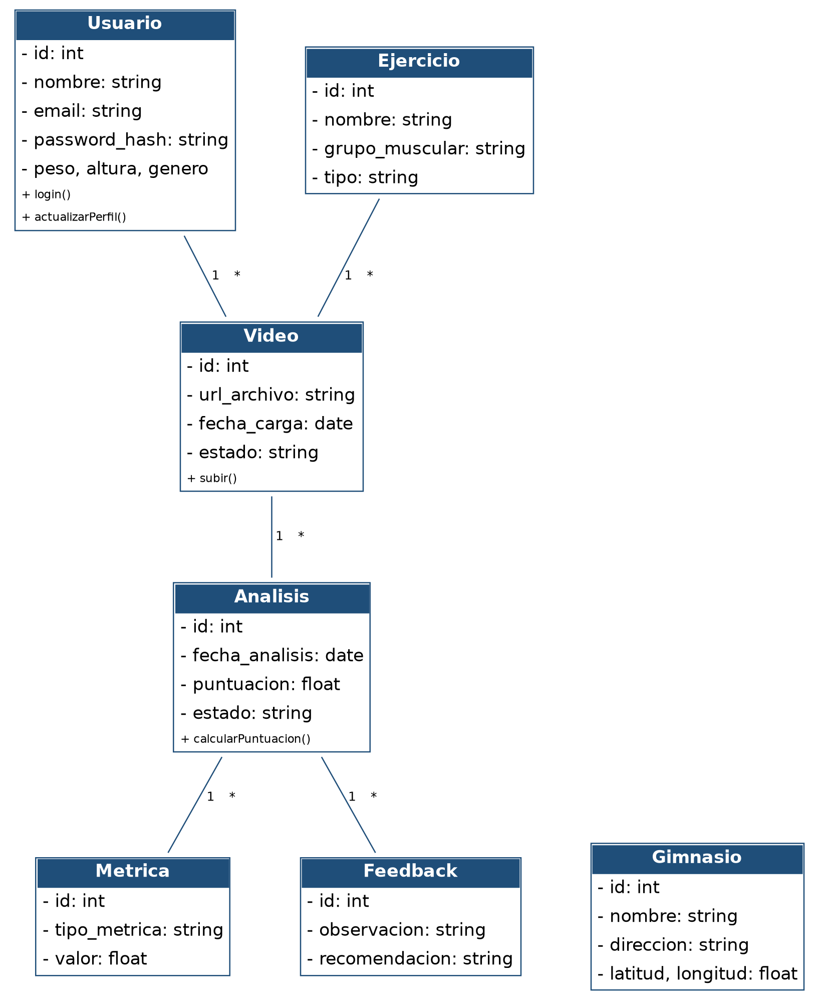 Usuario
- id: int
- nombre: string
- email: string
- password_hash: string
- peso, altura, genero
+ login()
+ actualizarPerfil()
Ejercicio
- id: int
- nombre: string
- grupo_muscular: string
- tipo: string
1 *
1 *
Video
- id: int
- url_archivo: string
- fecha_carga: date
- estado: string
+ subir()
1 *
Analisis
- id: int
- fecha_analisis: date
- puntuacion: float
- estado: string
+ calcularPuntuacion()
1 *
1 *
Metrica
- id: int
- tipo_metrica: string
- valor: float
Feedback
- id: int
- observacion: string
- recomendacion: string
Gimnasio
- id: int
- nombre: string
- direccion: string
- latitud, longitud: float